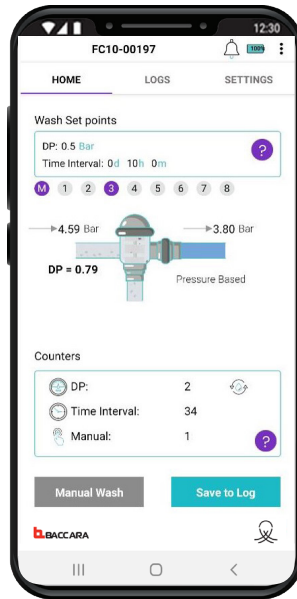 12:30
FC10-00197 100%
HOME LOGS SETTINGS
Wash Set points
DP: 0.5 Bar ?
Time Interval: 0d 10h 0m
M 1 2 3 4 5 6 7 8
4.59 Bar 3.80 Bar
DP = 0.79
Pressure Based
Counters
DP: 2
Time Interval: 34
Manual: 1 ?
Manual Wash Save to Log
b.BACCARA